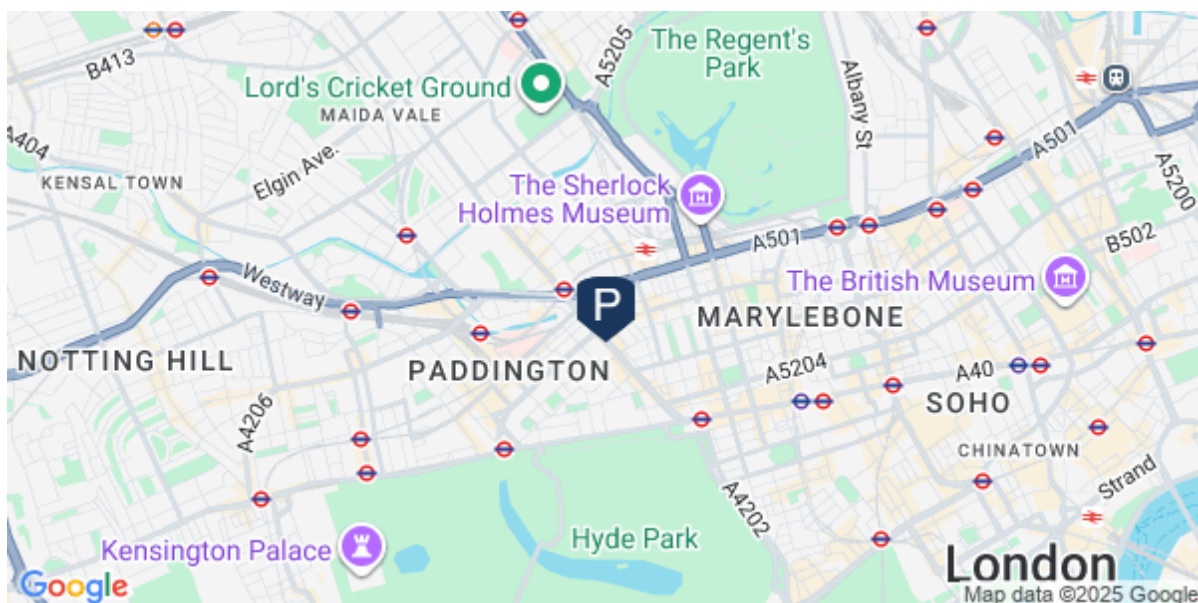 The Regent's
Park
A5205
B413
Lord's Cricket Ground
MAIDA VALE
Albany St
A404
Elgin Ave.
A501
KENSAL TOWN
A5200
The Sherlock
Holmes Museum
A501
B502
Westway
The British Museum
P
MARYLEBONE
NOTTING HILL
PADDINGTON
A5204
A40
SOHO
A4206
CHINATOWN
Strand
A4202
Kensington Palace
Hyde Park
London
Google
Map data ©2025 Google